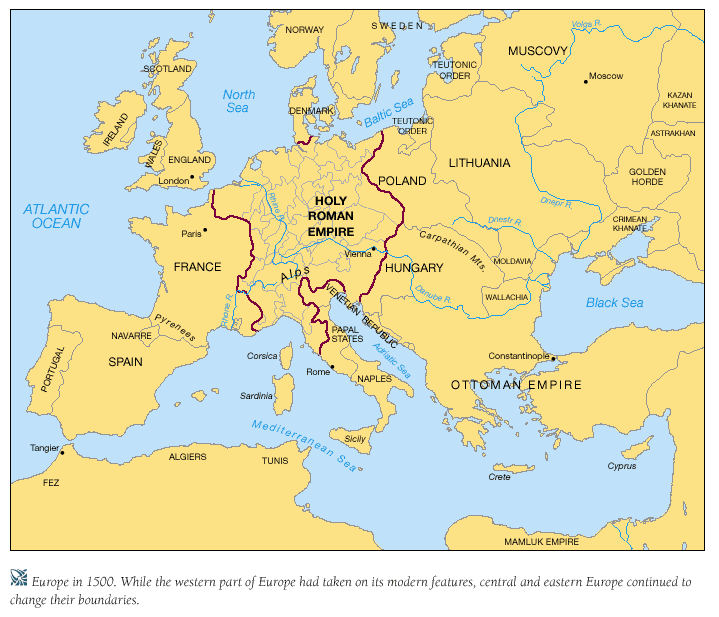 NORWAY
SWEDEN
Volga R.
MUSCOVY
Moscow
SCOTLAND
TEUTONIC
ORDER
North
Sea
DENMARK
Baltic Sea
KAZAN
KHANATE
IRELAND
TEUTONIC
ORDER
ASTRAKHAN
WALES
ENGLAND
LITHUANIA
London
POLAND
GOLDEN
HORDE
ATLANTIC
OCEAN
Rhine R.
HOLY
ROMAN
EMPIRE
Dnepr R.
Dnestr R.
CRIMEAN
KHANATE
Paris
Vienna
Carpathian Mts.
FRANCE
Alps
HUNGARY
MOLDAVIA
Danube R.
WALLACHIA
Rhone R.
VENETIAN REPUBLIC
Black Sea
NAVARRE
Pyrenees
PAPAL
STATES
PORTUGAL
SPAIN
Corsica
Adriatic Sea
Constantinople
Rome
NAPLES
OTTOMAN EMPIRE
Sardinia
Mediterranean Sea
Sicily
Tangier
ALGIERS
TUNIS
Cyprus
FEZ
Crete
MAMLUK EMPIRE
Europe in 1500. While the western part of Europe had taken on its modern features, central and eastern Europe continued to
change their boundaries.